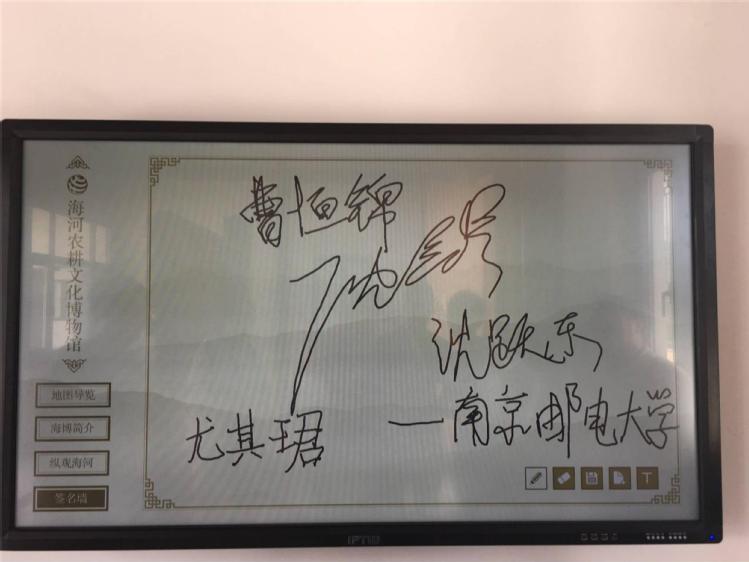 海河农耕文化博物馆
地图导览
海博简介
纵观海河
签名墙
曹恒锦
沈跃东
尤其珺
一南京邮电大学
T
IPTID